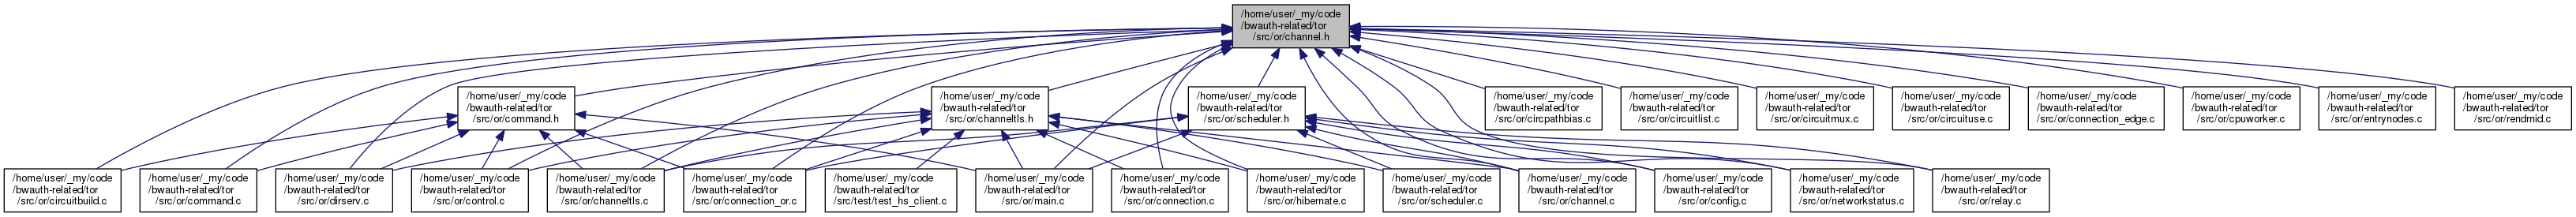 /home/user/_my/code
/bwauth-related/tor
/src/or/channel.h
/home/user/_my/code
/bwauth-related/tor
/src/or/command.h
/home/user/_my/code
/bwauth-related/tor
/src/or/channeltls.h
/home/user/_my/code
/bwauth-related/tor
/src/or/scheduler.h
/home/user/_my/code
/bwauth-related/tor
/src/or/circpathbias.c
/home/user/_my/code
/bwauth-related/tor
/src/or/circuitlist.c
/home/user/_my/code
/bwauth-related/tor
/src/or/circuitmux.c
/home/user/_my/code
/bwauth-related/tor
/src/or/circuituse.c
/home/user/_my/code
/bwauth-related/tor
/src/or/connection_edge.c
/home/user/_my/code
/bwauth-related/tor
/src/or/cpuworker.c
/home/user/_my/code
/bwauth-related/tor
/src/or/entrynodes.c
/home/user/_my/code
/bwauth-related/tor
/src/or/rendmid.c
/home/user/_my/code
/bwauth-related/tor
/src/or/circuitbuild.c
/home/user/_my/code
/bwauth-related/tor
/src/or/command.c
/home/user/_my/code
/bwauth-related/tor
/src/or/dirserv.c
/home/user/_my/code
/bwauth-related/tor
/src/or/control.c
/home/user/_my/code
/bwauth-related/tor
/src/or/channeltls.c
/home/user/_my/code
/bwauth-related/tor
/src/or/connection_or.c
/home/user/_my/code
/bwauth-related/tor
/src/test/test_hs_client.c
/home/user/_my/code
/bwauth-related/tor
/src/or/main.c
/home/user/_my/code
/bwauth-related/tor
/src/or/connection.c
/home/user/_my/code
/bwauth-related/tor
/src/or/hibernate.c
/home/user/_my/code
/bwauth-related/tor
/src/or/scheduler.c
/home/user/_my/code
/bwauth-related/tor
/src/or/channel.c
/home/user/_my/code
/bwauth-related/tor
/src/or/config.c
/home/user/_my/code
/bwauth-related/tor
/src/or/networkstatus.c
/home/user/_my/code
/bwauth-related/tor
/src/or/relay.c